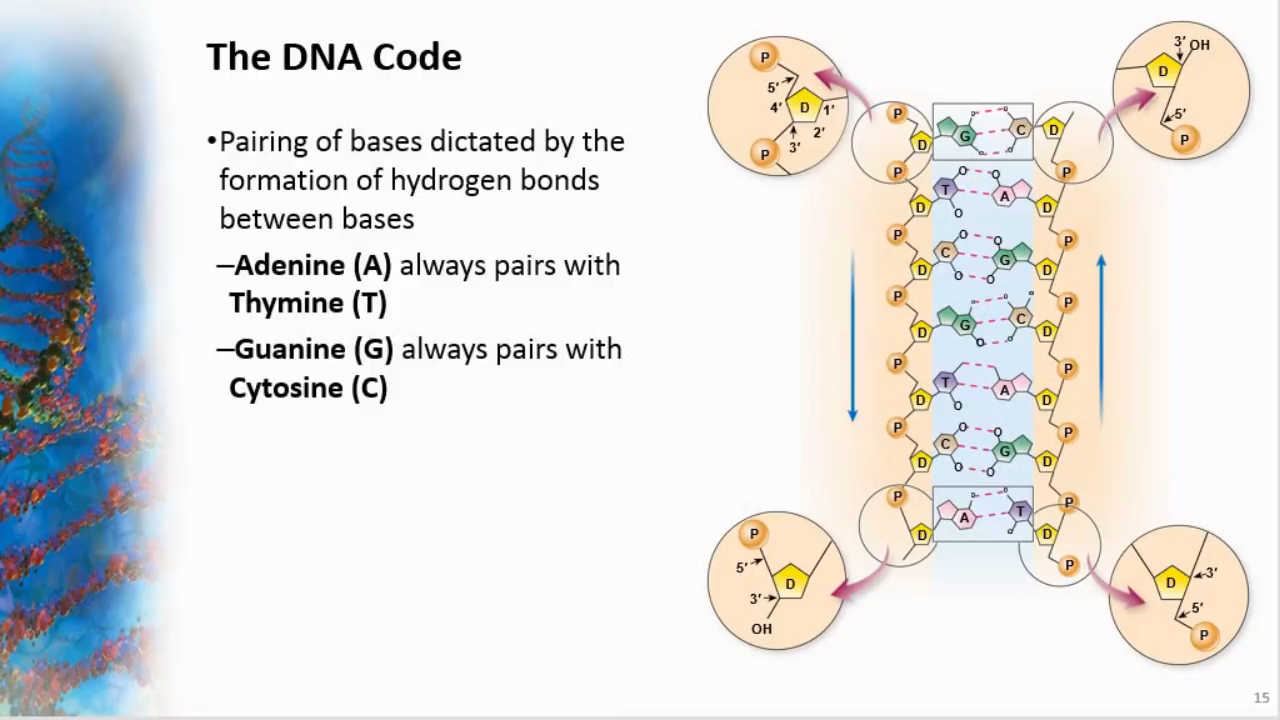 The DNA Code
•Pairing of bases dictated by the
formation of hydrogen bonds
between bases
–Adenine (A) always pairs with
Thymine (T)
–Guanine (G) always pairs with
Cytosine (C)
P
5′
4′ D 1′
2′
3′
P
3′ OH
D
5′
P
P
D G C D
P P
D T A D
P P
D C G D
P P
D G C D
P P
D T A D
P P
D C G D
P P
D A T D
P
P
5′
D
3′
OH
D 3′
5′
P
15